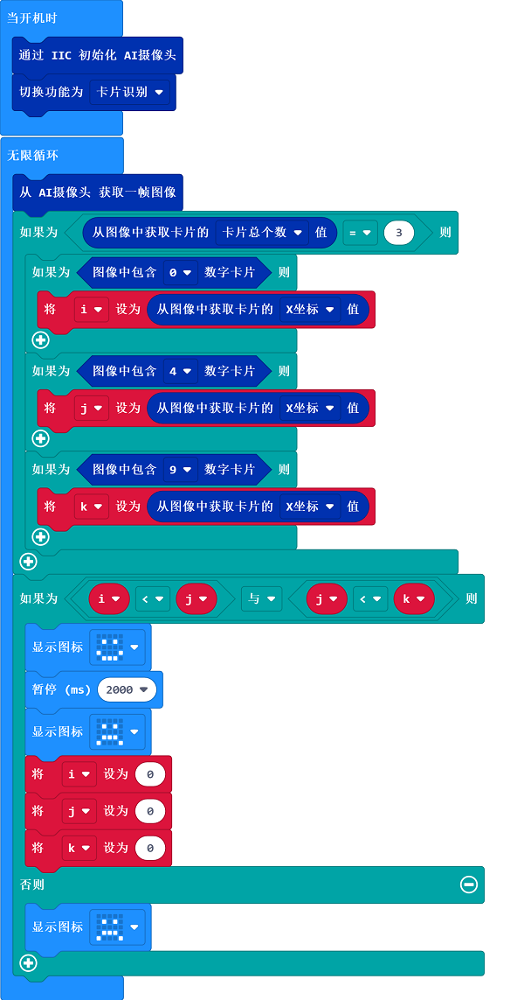 当开机时
通过 IIC 初始化 AI摄像头
切换功能为 卡片识别
无限循环
从 AI摄像头 获取一帧图像
如果为 从图像中获取卡片的 卡片总个数 值 = 3 则
如果为 图像中包含 0 数字卡片 则
将 i 设为 从图像中获取卡片的 X坐标 值
如果为 图像中包含 4 数字卡片 则
将 j 设为 从图像中获取卡片的 X坐标 值
如果为 图像中包含 9 数字卡片 则
将 k 设为 从图像中获取卡片的 X坐标 值
如果为 i < j 与 j < k 则
显示图标
暂停 (ms) 2000
显示图标
将 i 设为 0
将 j 设为 0
将 k 设为 0
否则
显示图标